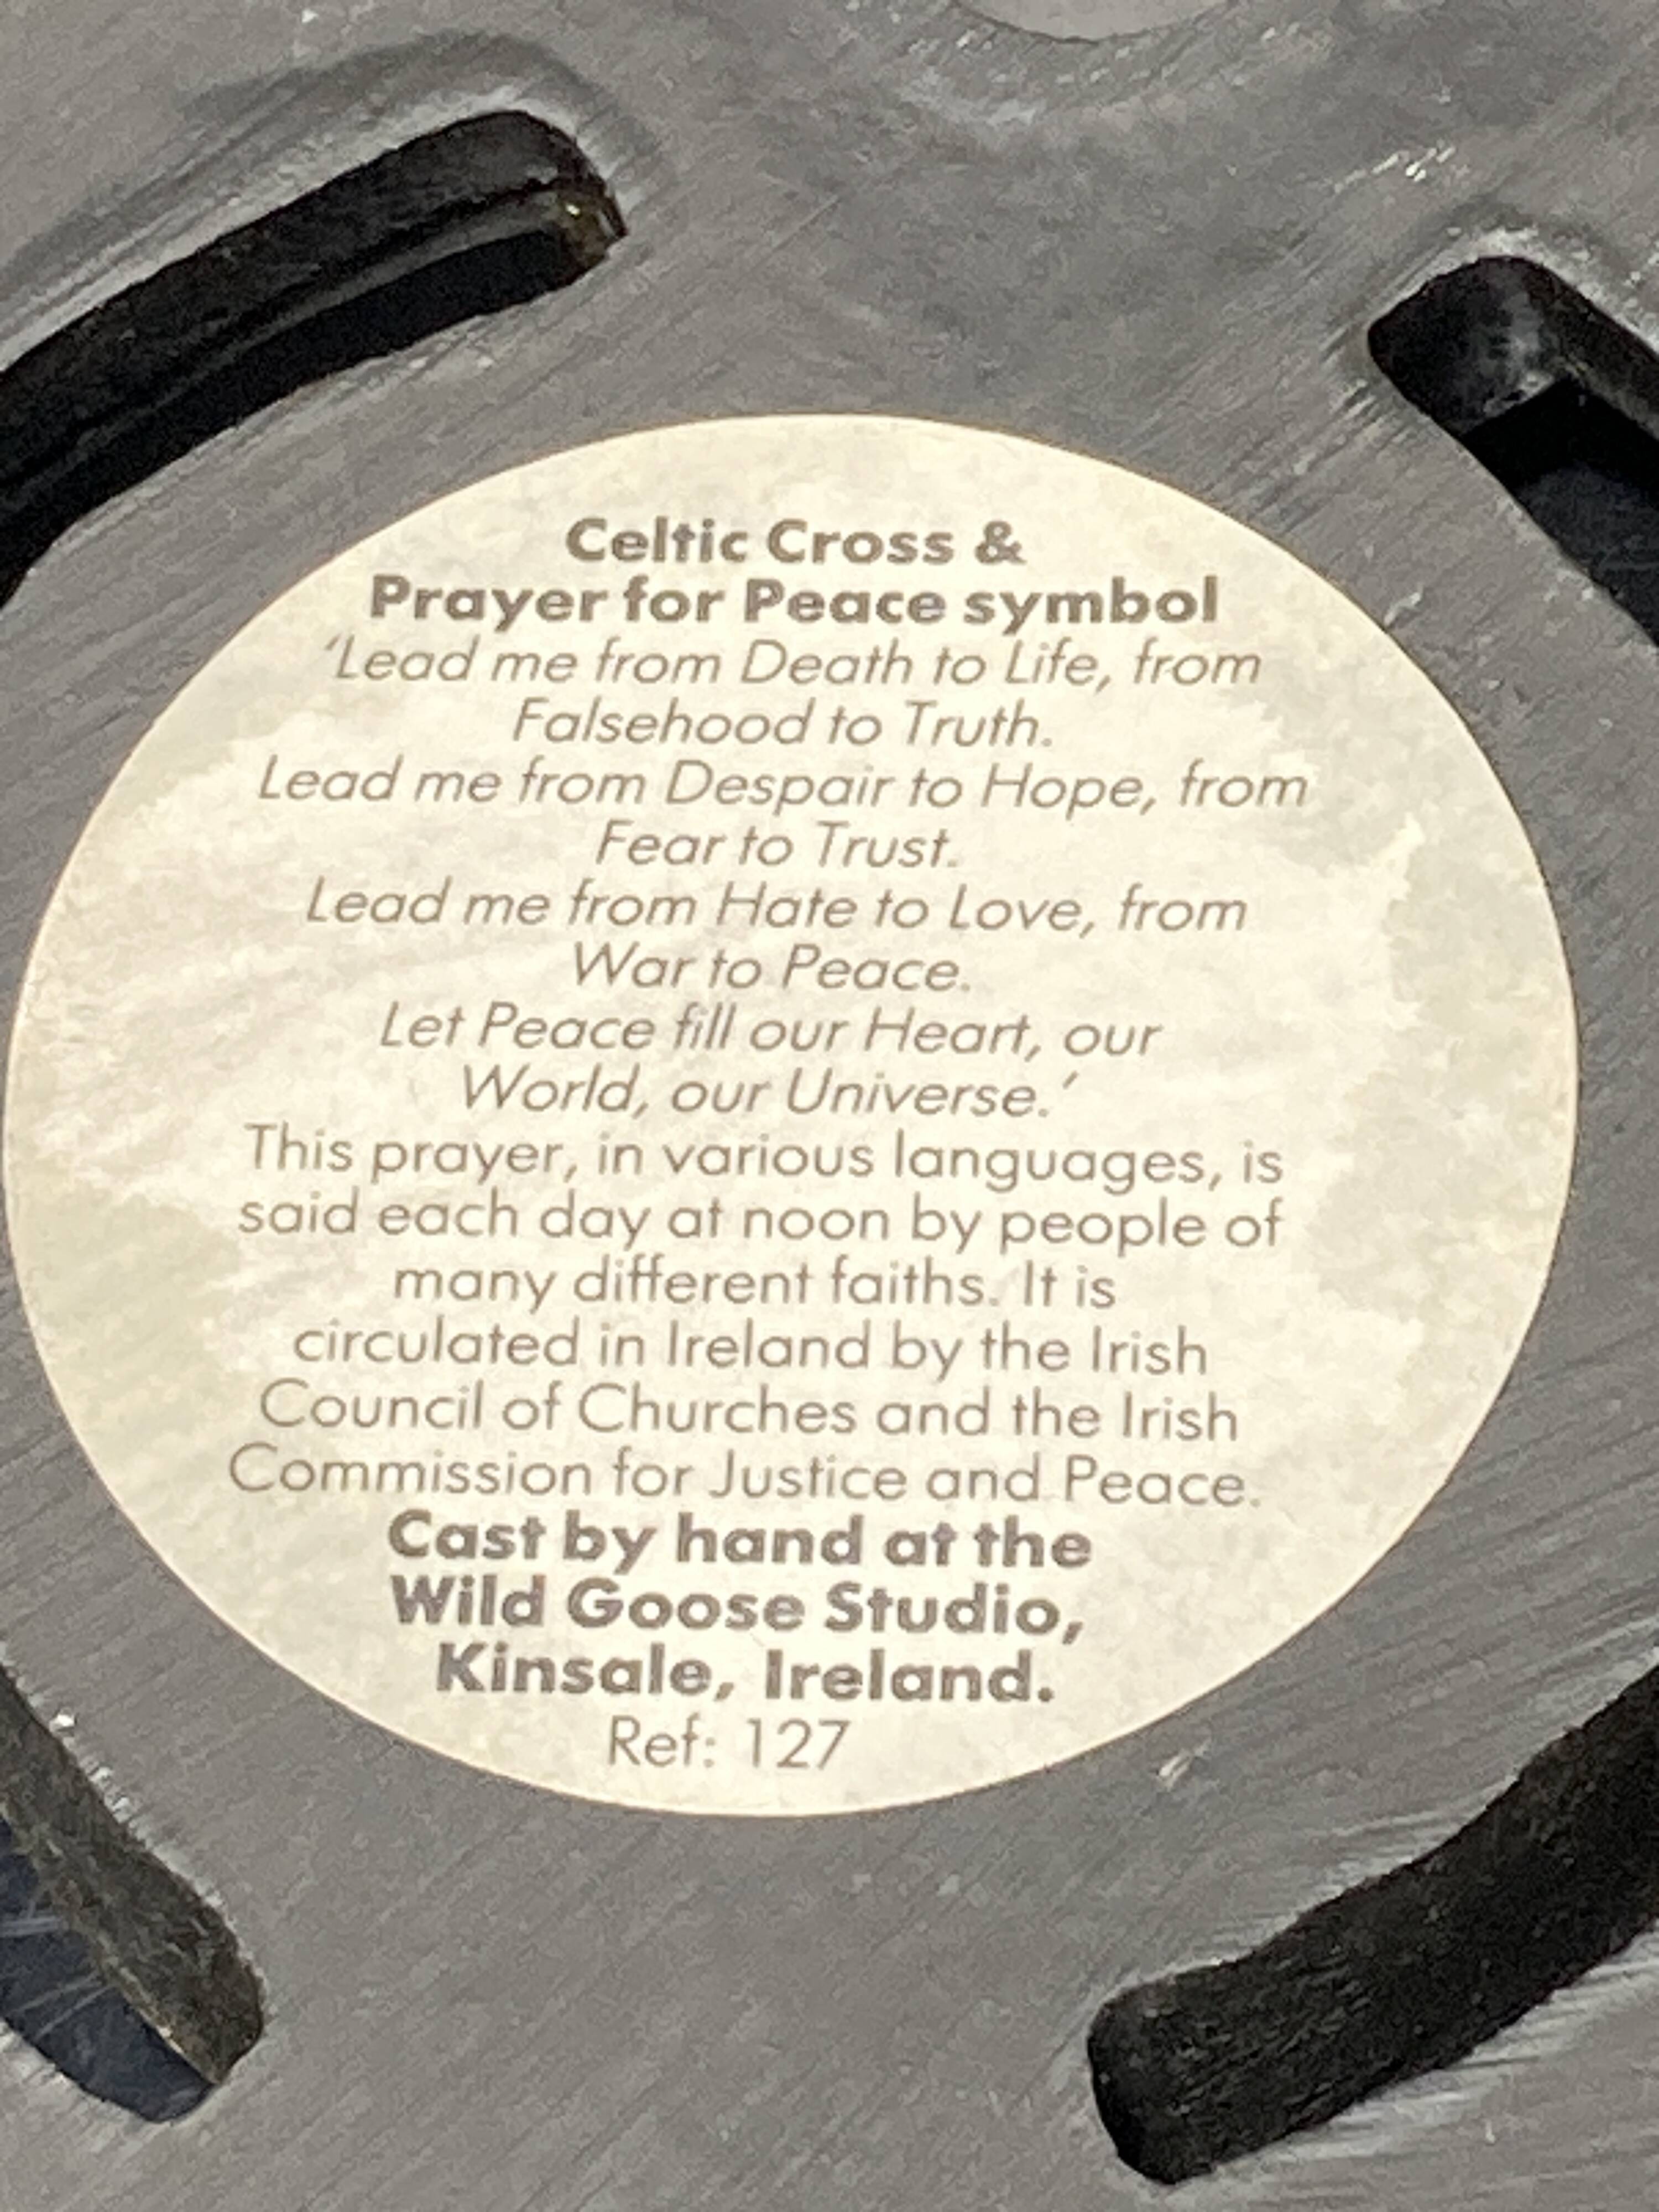 Celtic Cross &
Prayer for Peace symbol
‘Lead me from Death to Life, from
Falsehood to Truth.
Lead me from Despair to Hope, from
Fear to Trust.
Lead me from Hate to Love, from
War to Peace.
Let Peace fill our Heart, our
World, our Universe.’
This prayer, in various languages, is
said each day at noon by people of
many different faiths. It is
circulated in Ireland by the Irish
Council of Churches and the Irish
Commission for Justice and Peace.
Cast by hand at the
Wild Goose Studio,
Kinsale, Ireland.
Ref: 127